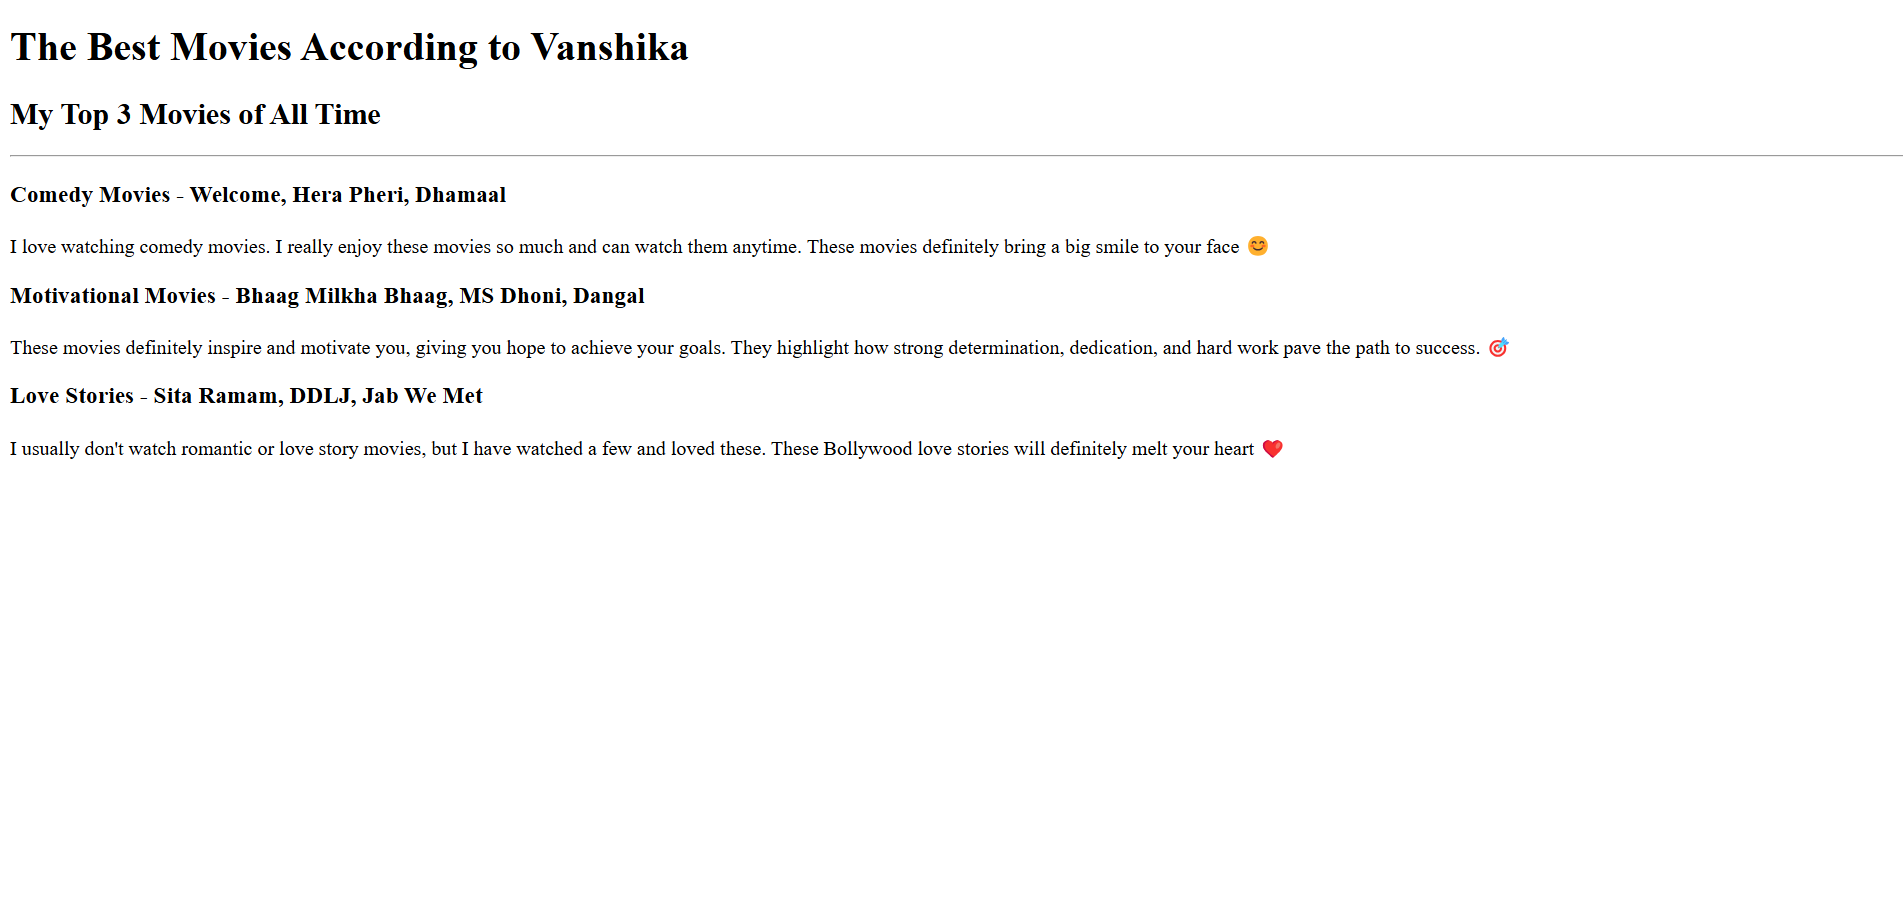 The Best Movies According to Vanshika
My Top 3 Movies of All Time
Comedy Movies - Welcome, Hera Pheri, Dhamaal
I love watching comedy movies. I really enjoy these movies so much and can watch them anytime. These movies definitely bring a big smile to your face 😊
Motivational Movies - Bhaag Milkha Bhaag, MS Dhoni, Dangal
These movies definitely inspire and motivate you, giving you hope to achieve your goals. They highlight how strong determination, dedication, and hard work pave the path to success. 🎯
Love Stories - Sita Ramam, DDLJ, Jab We Met
I usually don't watch romantic or love story movies, but I have watched a few and loved these. These Bollywood love stories will definitely melt your heart ❤️